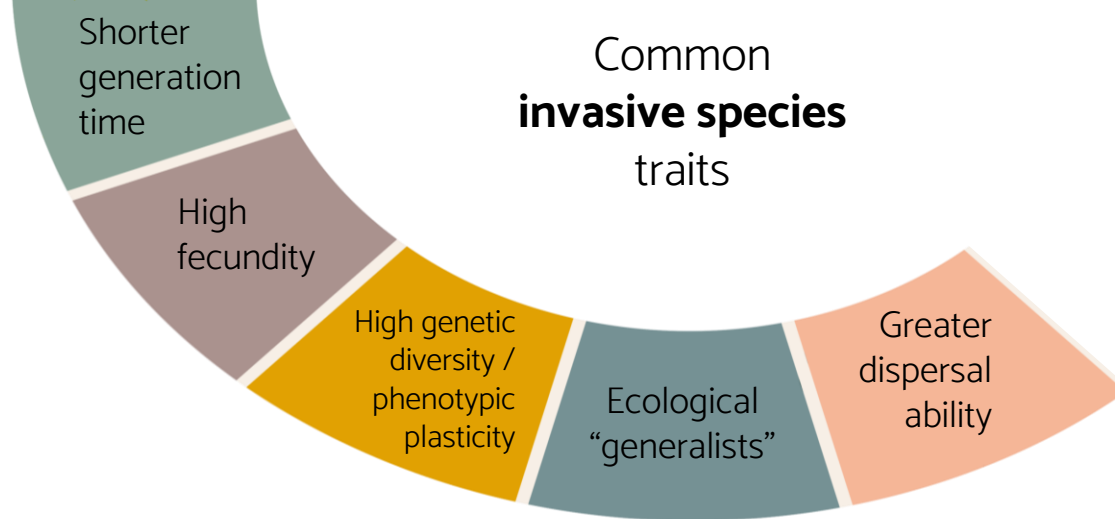 Common
invasive species
traits
Shorter
generation
time
High
fecundity
High genetic
diversity /
phenotypic
plasticity
Ecological
“generalists”
Greater
dispersal
ability